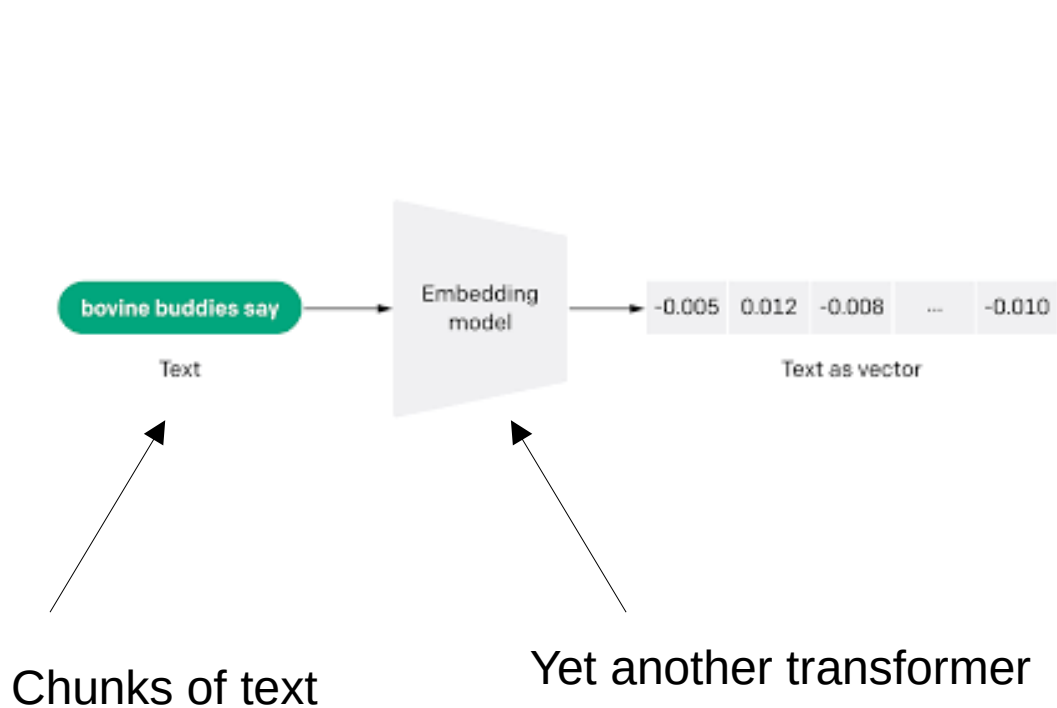 bovine buddies say
Embedding
model
-0.005 0.012 -0.008 ... -0.010
Text
Text as vector
Chunks of text
Yet another transformer